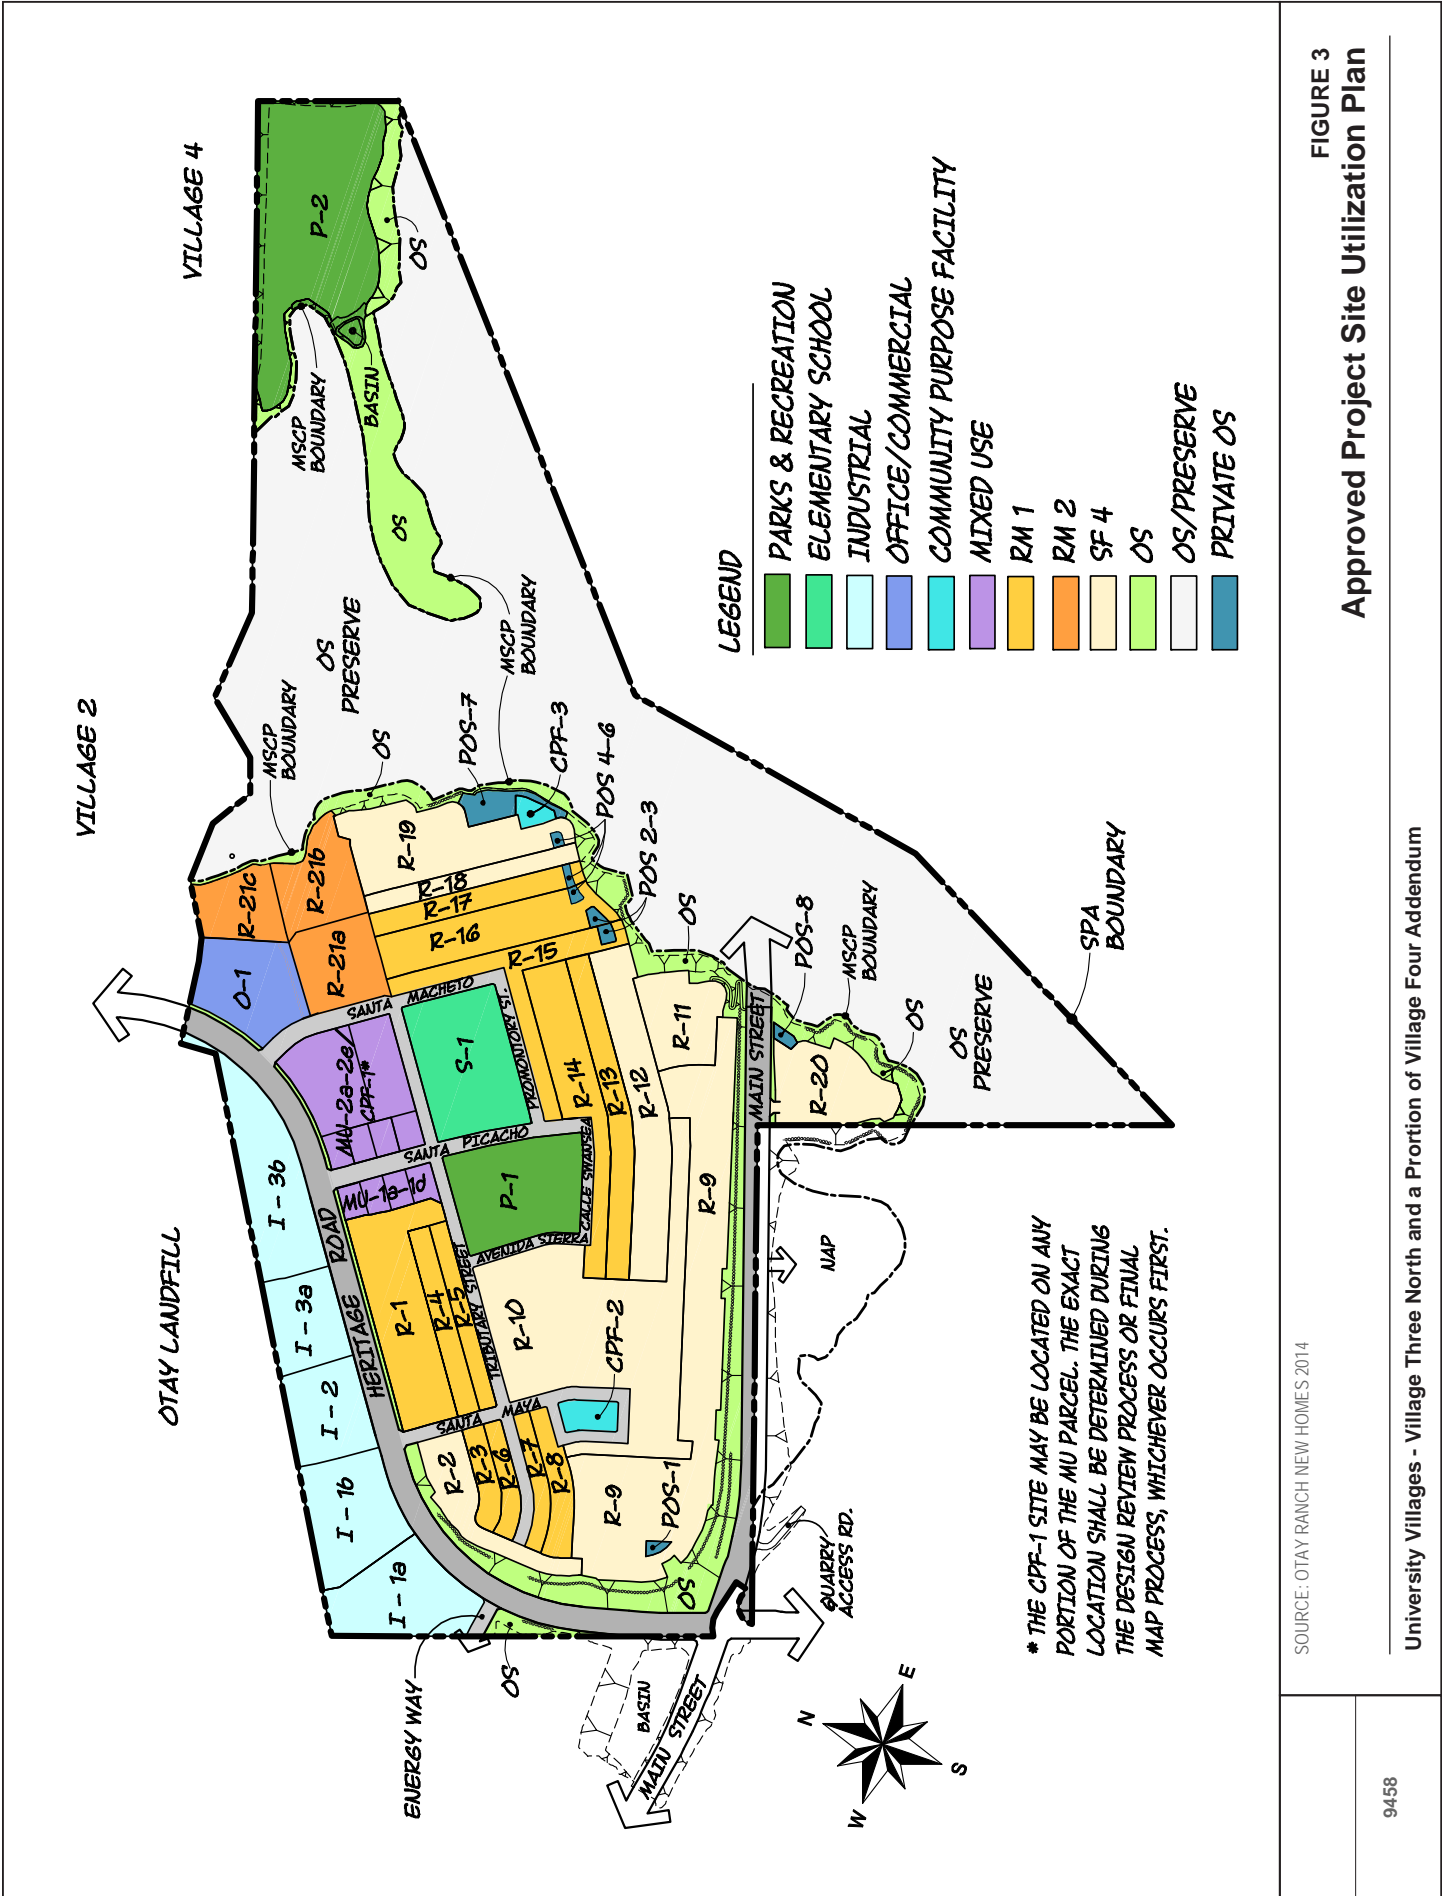 VILLAGE 4
VILLAGE 2
OTAY LANDFILL
P-2
OS
MSCP
BOUNDARY
BASIN
OS
MSCP
BOUNDARY
OS
PRESERVE
MSCP
BOUNDARY
OS
POS-7
CPF-3
POS 4-6
POS 2-3
OS
POS-8
MSCP
BOUNDARY
OS
OS
PRESERVE
SPA
BOUNDARY
R-21c
R-21b
R-21a
O-1
R-19
R-18
R-17
R-16
R-15
SANTA MACHETO
MU-2a-2e/
CPF-1*
S-1
PROMONTORY ST.
R-14
R-13
R-12
R-11
MAIN STREET
R-20
SANTA PICACHO
MU-1a-1d
P-1
CALLE SWANSEA
AVENIDA SIERRA
R-9
I - 3b
I - 3a
I - 2
I - 1b
I - 1a
HERITAGE ROAD
R-1
R-4
R-5
TRIBUTARY STREET
R-10
CPF-2
SANTA MAYA
R-2
R-3
R-6
R-7
R-8
R-9
POS-1
OS
NAP
QUARRY
ACCESS RD.
ENERGY WAY
OS
BASIN
MAIN STREET
N
E
S
W
LEGEND
PARKS & RECREATION
ELEMENTARY SCHOOL
INDUSTRIAL
OFFICE/COMMERCIAL
COMMUNITY PURPOSE FACILITY
MIXED USE
RM 1
RM 2
SF 4
OS
OS/PRESERVE
PRIVATE OS
* THE CPF-1 SITE MAY BE LOCATED ON ANY
PORTION OF THE MU PARCEL. THE EXACT
LOCATION SHALL BE DETERMINED DURING
THE DESIGN REVIEW PROCESS OR FINAL
MAP PROCESS, WHICHEVER OCCURS FIRST.
SOURCE: OTAY RANCH NEW HOMES 2014
FIGURE 3
Approved Project Site Utilization Plan
University Villages - Village Three North and a Protion of Village Four Addendum
9458